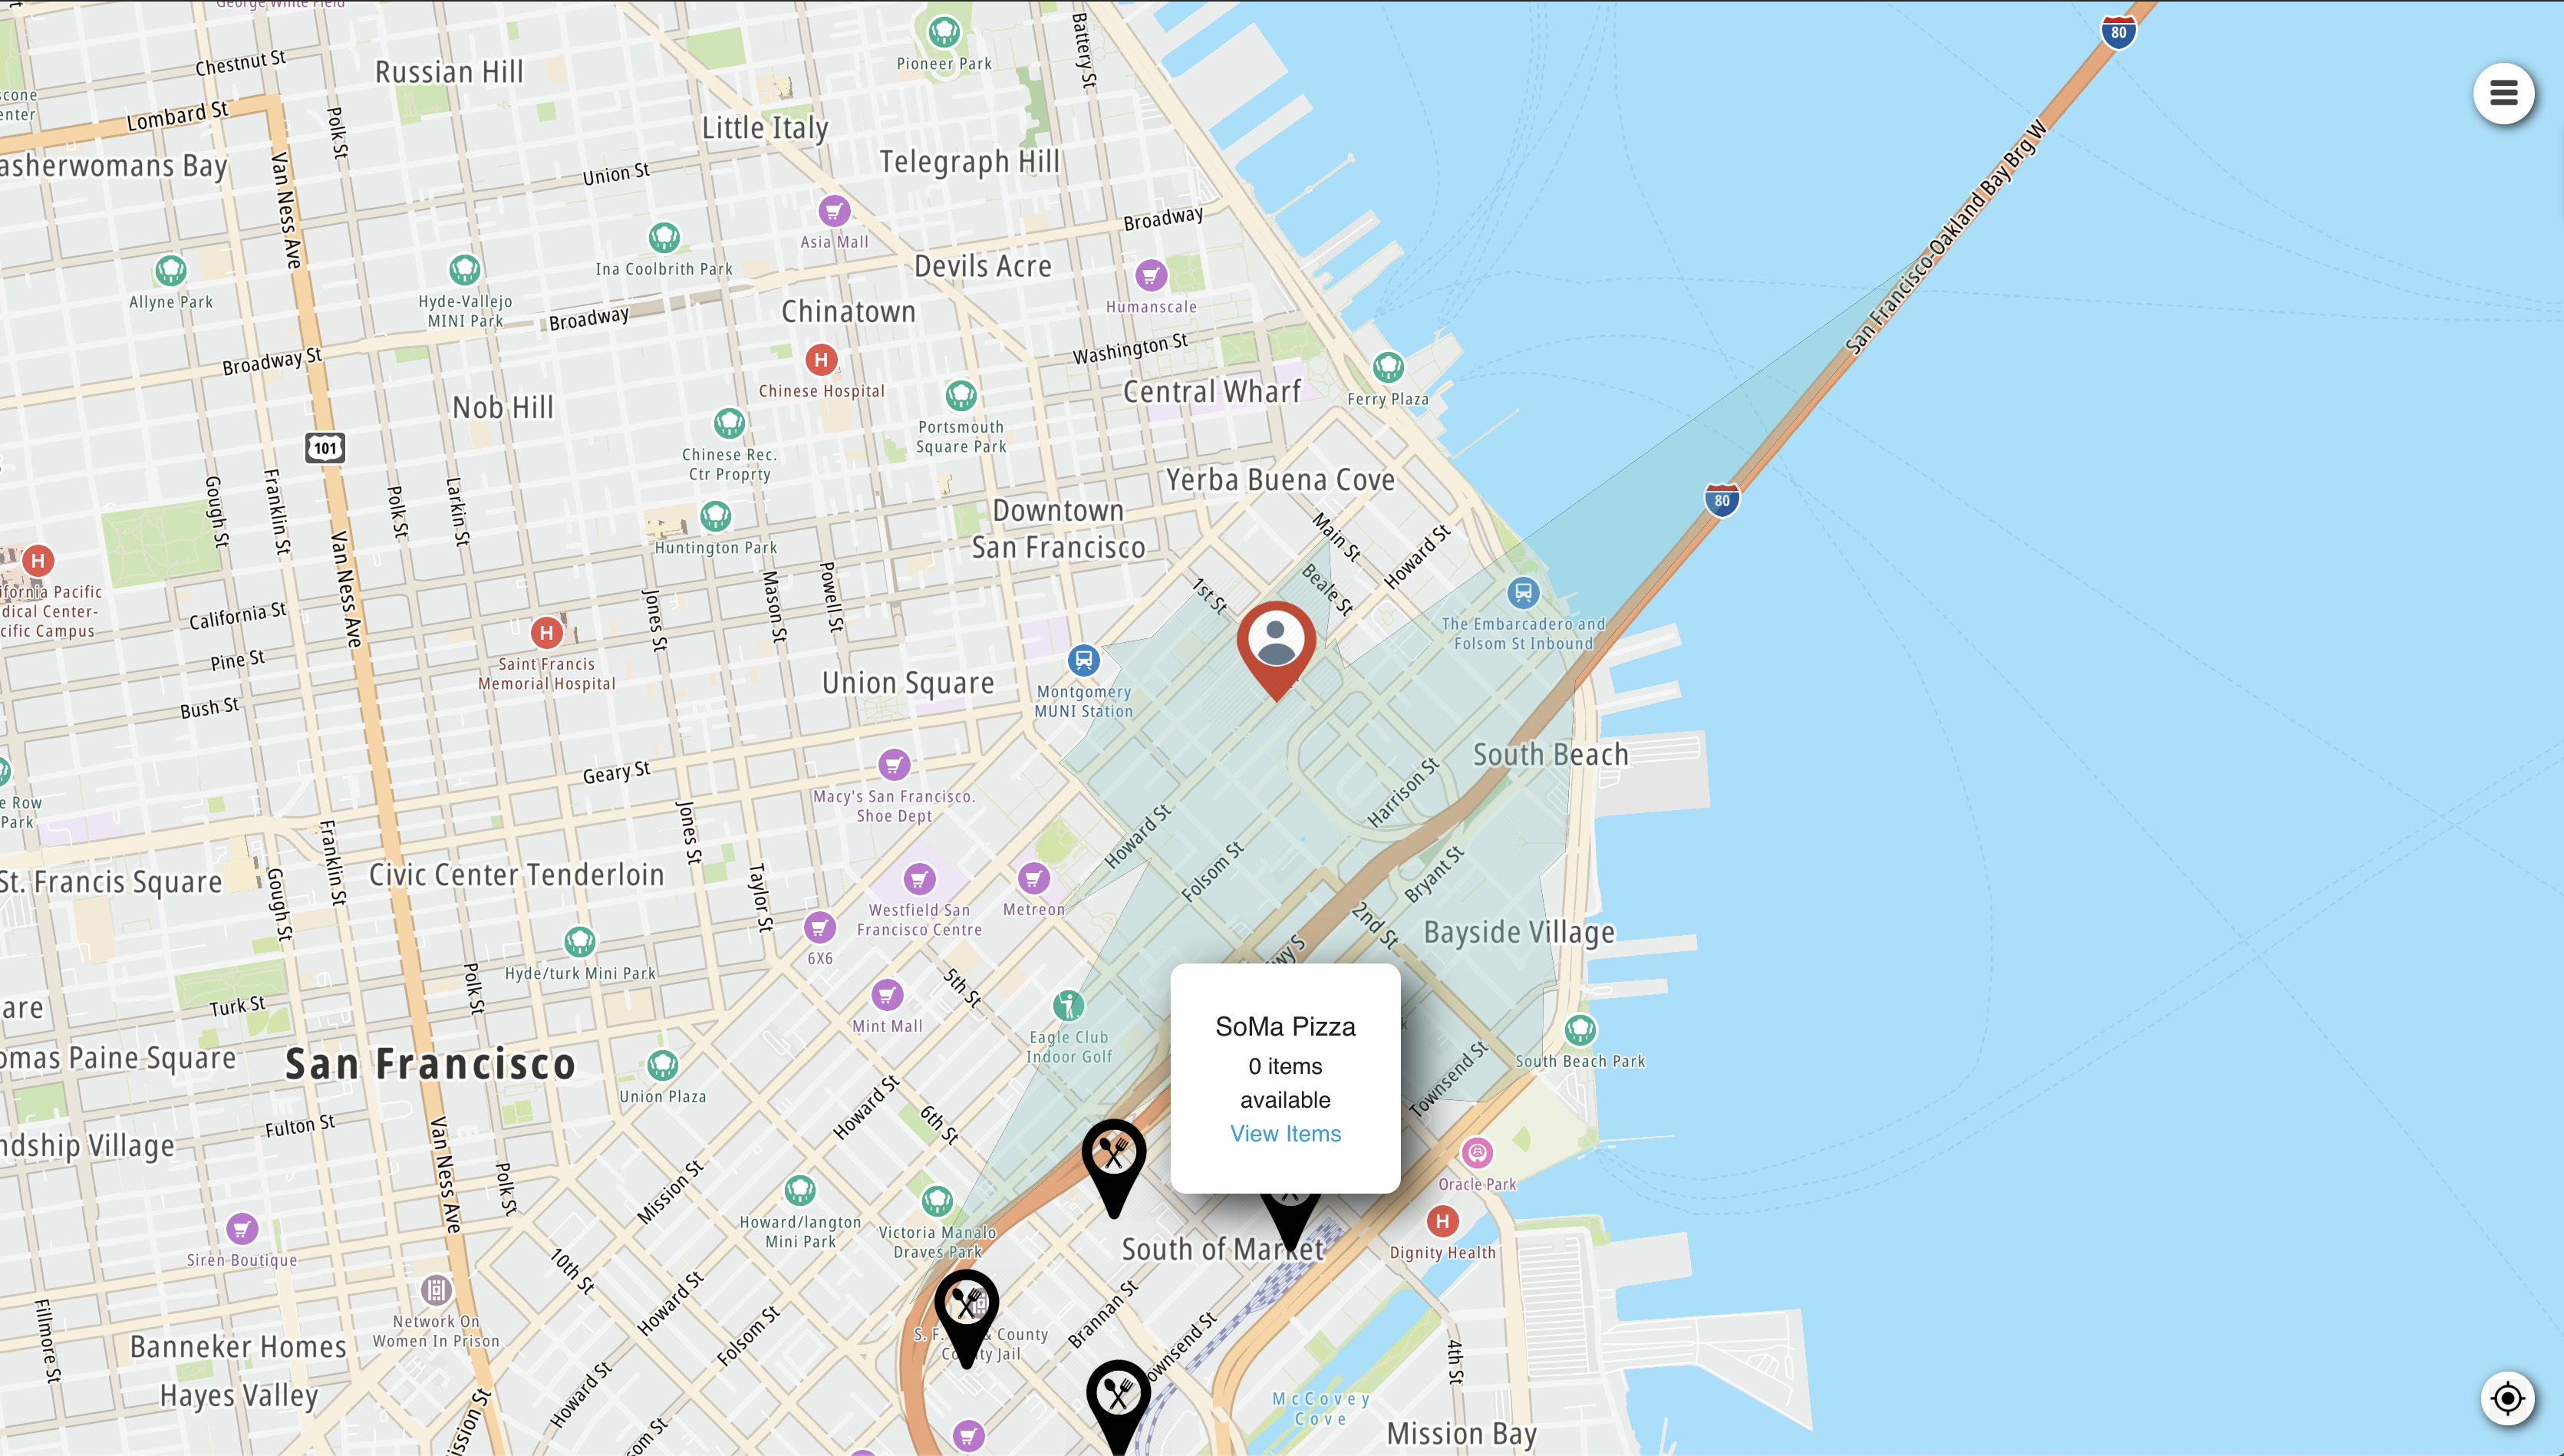 Chestnut St
Russian Hill
Pioneer Park
Battery St
80
Lombard St
Polk St
Little Italy
Telegraph Hill
asherwomans Bay
Van Ness Ave
Union St
Asia Mall
Broadway
San Francisco-Oakland Bay Brg W
Allyne Park
Hyde-Vallejo
MINI Park
Ina Coolbrith Park
Devils Acre
Humanscale
Chinatown
Broadway
Broadway St
H
Chinese Hospital
Washington St
Central Wharf
Ferry Plaza
Nob Hill
101
Portsmouth
Square Park
Chinese Rec.
Ctr Proprty
Yerba Buena Cove
80
Gough St
Franklin St
Polk St
Larkin St
Van Ness Ave
Huntington Park
Downtown
San Francisco
Main St
Howard St
H
ifornia Pacific
dical Center-
cific Campus
California St
Jones St
Mason St
Powell St
1st St
Beale St
The Embarcadero and
Folsom St Inbound
Pine St
H
Saint Francis
Memorial Hospital
Union Square
Montgomery
MUNI Station
Bush St
South Beach
Geary St
Macy's San Francisco.
Shoe Dept
Harrison St
e Row
Park
Franklin St
Jones St
Howard St
Folsom St
Bryant St
St. Francis Square
Gough St
Civic Center Tenderloin
Taylor St
Westfield San
Francisco Centre
Metreon
2nd St
Bayside Village
6X6
Hyde/turk Mini Park
Polk St
5th St
wy S
are
Turk St
Mint Mall
Eagle Club
Indoor Golf
SoMa Pizza
0 items
available
View Items
k
Townsend St
South Beach Park
omas Paine Square
San Francisco
Union Plaza
Howard St
6th St
Fulton St
ndship Village
Van Ness Ave
Polk St
Mission St
Howard/langton
Mini Park
Victoria Manalo
Draves Park
Oracle Park
H
Dignity Health
South of Market
Siren Boutique
10th St
Howard St
Network On
Women In Prison
Fillmore St
Folsom St
S. F.
& County
Jail
Brannan St
ownsend St
4th St
Banneker Homes
Hayes Valley
Howard St
ission St
om St
McCovey
Cove
Mission Bay